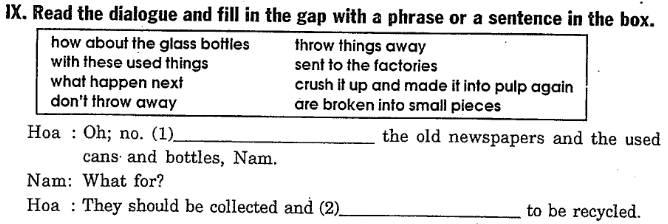 IX. Read the dialogue and fill in the gap with a phrase or a sentence in the box.
how about the glass bottles throw things away
with these used things sent to the factories
what happen next crush it up and made it into pulp again
don't throw away are broken into small pieces
Hoa : Oh; no. (1)____________________ the old newspapers and the used
cans and bottles, Nam.
Nam: What for?
Hoa : They should be collected and (2)____________________ to be recycled.